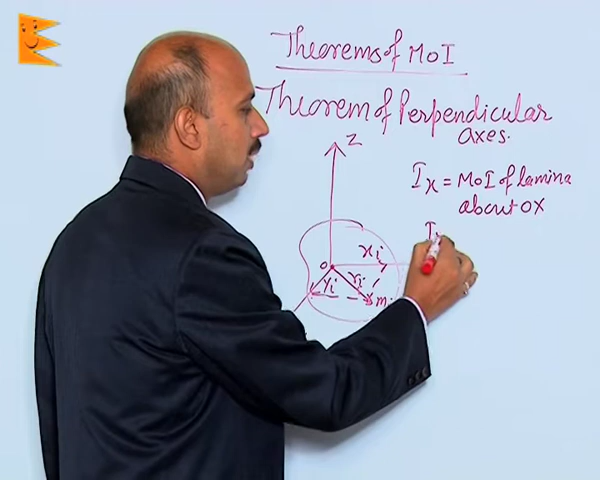 Theorems of MoI
Theorem of Perpendicular
axes.
Z
Ix = MoI of lamina
about ox
I
xi
o
ri
yi
mi